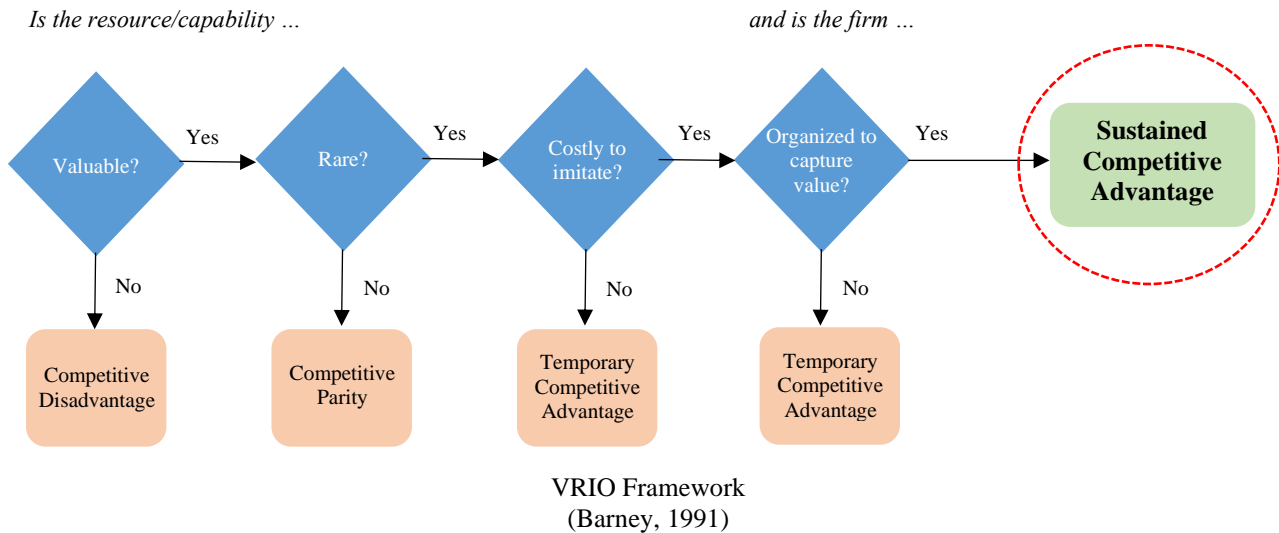 Is the resource/capability …
and is the firm …
Valuable?
Yes
Rare?
Yes
Costly to
imitate?
Yes
Organized to
capture
value?
Yes
Sustained
Competitive
Advantage
No
No
No
No
Competitive
Disadvantage
Competitive
Parity
Temporary
Competitive
Advantage
Temporary
Competitive
Advantage
VRIO Framework
(Barney, 1991)